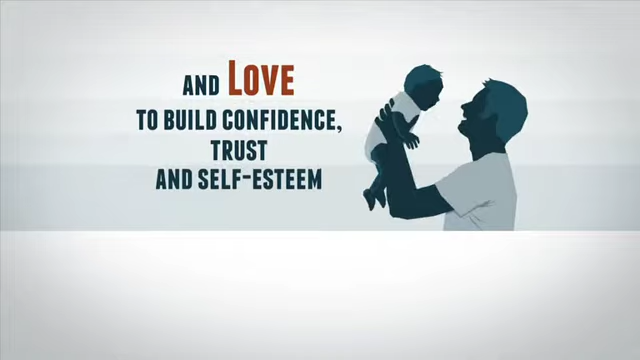 AND LOVE
TO BUILD CONFIDENCE,
TRUST
AND SELF-ESTEEM